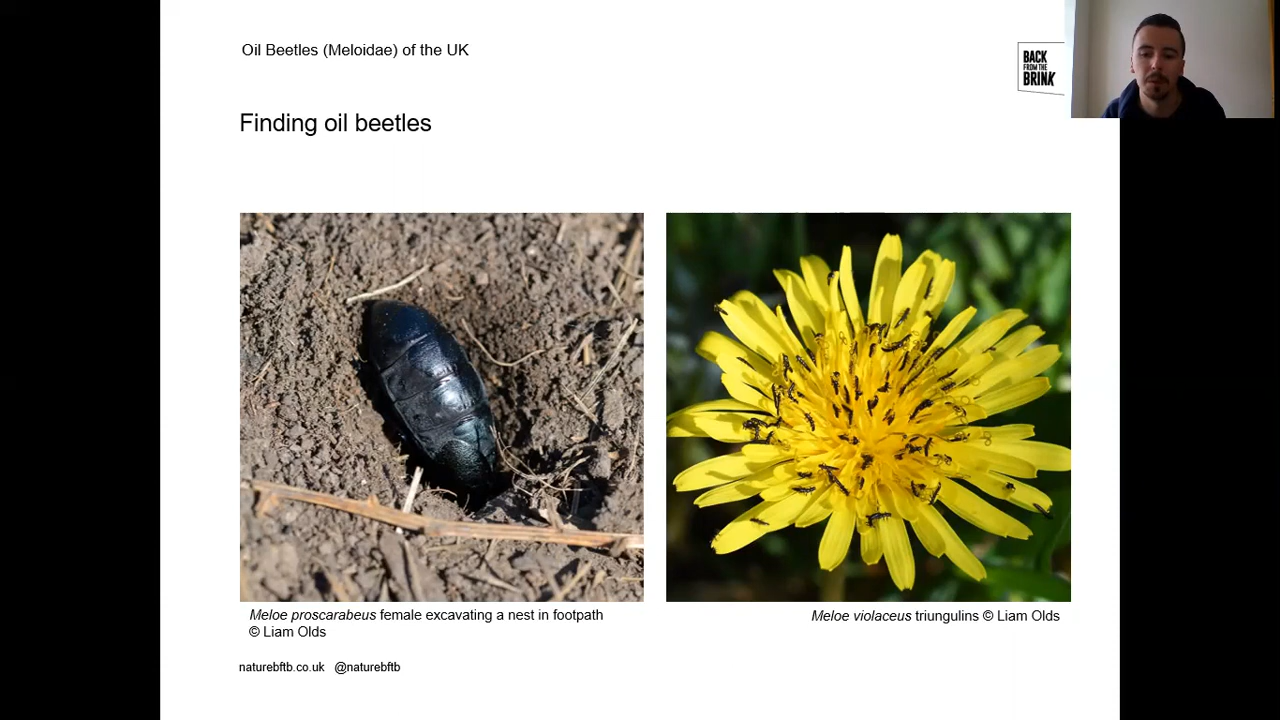 Oil Beetles (Meloidae) of the UK
BACK
FROM THE
BRINK
Finding oil beetles
Meloe proscarabeus female excavating a nest in footpath
© Liam Olds
Meloe violaceus triungulins © Liam Olds
naturebftb.co.uk @naturebftb